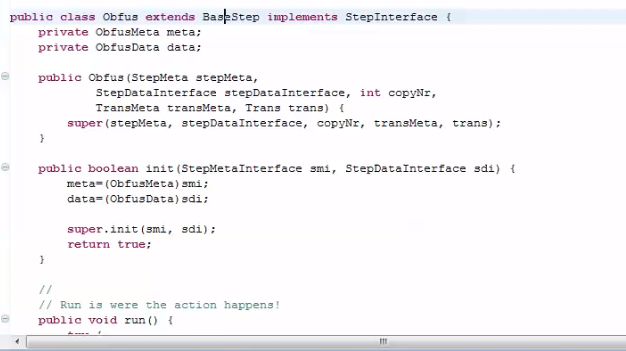 public class Obfus extends BaseStep implements StepInterface {
private ObfusMeta meta;
private ObfusData data;
public Obfus(StepMeta stepMeta,
StepDataInterface stepDataInterface, int copyNr,
TransMeta transMeta, Trans trans) {
super(stepMeta, stepDataInterface, copyNr, transMeta, trans);
}
public boolean init(StepMetaInterface smi, StepDataInterface sdi) {
meta=(ObfusMeta)smi;
data=(ObfusData)sdi;
super.init(smi, sdi);
return true;
}
//
// Run is were the action happens!
public void run() {